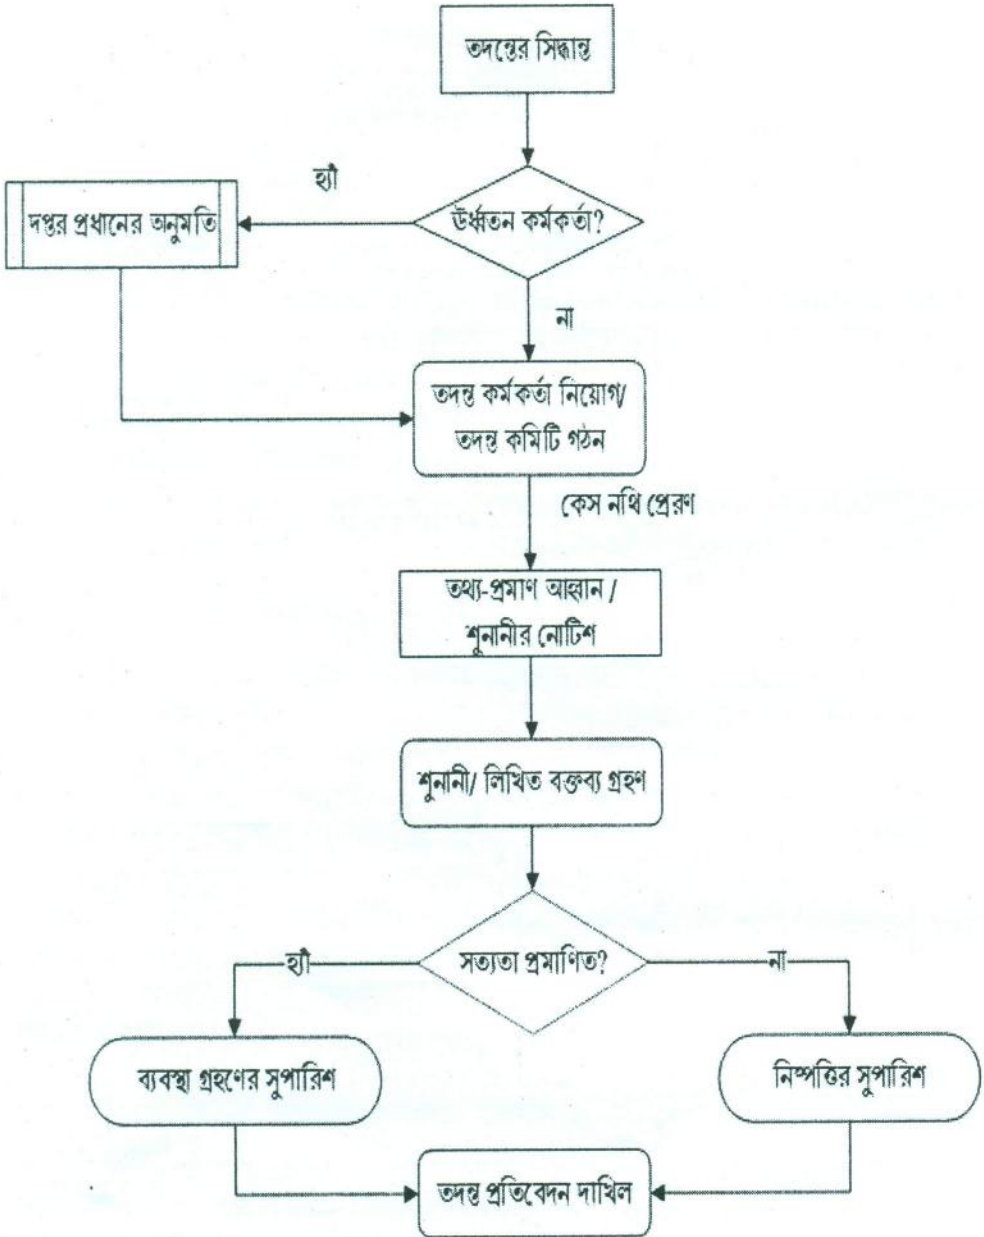 তদন্তের সিদ্ধান্ত
হ্যাঁ
দপ্তর প্রধানের অনুমতি
ঊর্ধ্বতন কর্মকর্তা?
না
তদন্ত কর্মকর্তা নিয়োগ/
তদন্ত কমিটি গঠন
কেস নথি প্রেরণ
তথ্য-প্রমাণ আহ্বান /
শুনানীর নোটিশ
শুনানী/ লিখিত বক্তব্য গ্রহণ
হ্যাঁ
সত্যতা প্রমাণিত?
না
ব্যবস্থা গ্রহণের সুপারিশ
নিষ্পত্তির সুপারিশ
তদন্ত প্রতিবেদন দাখিল